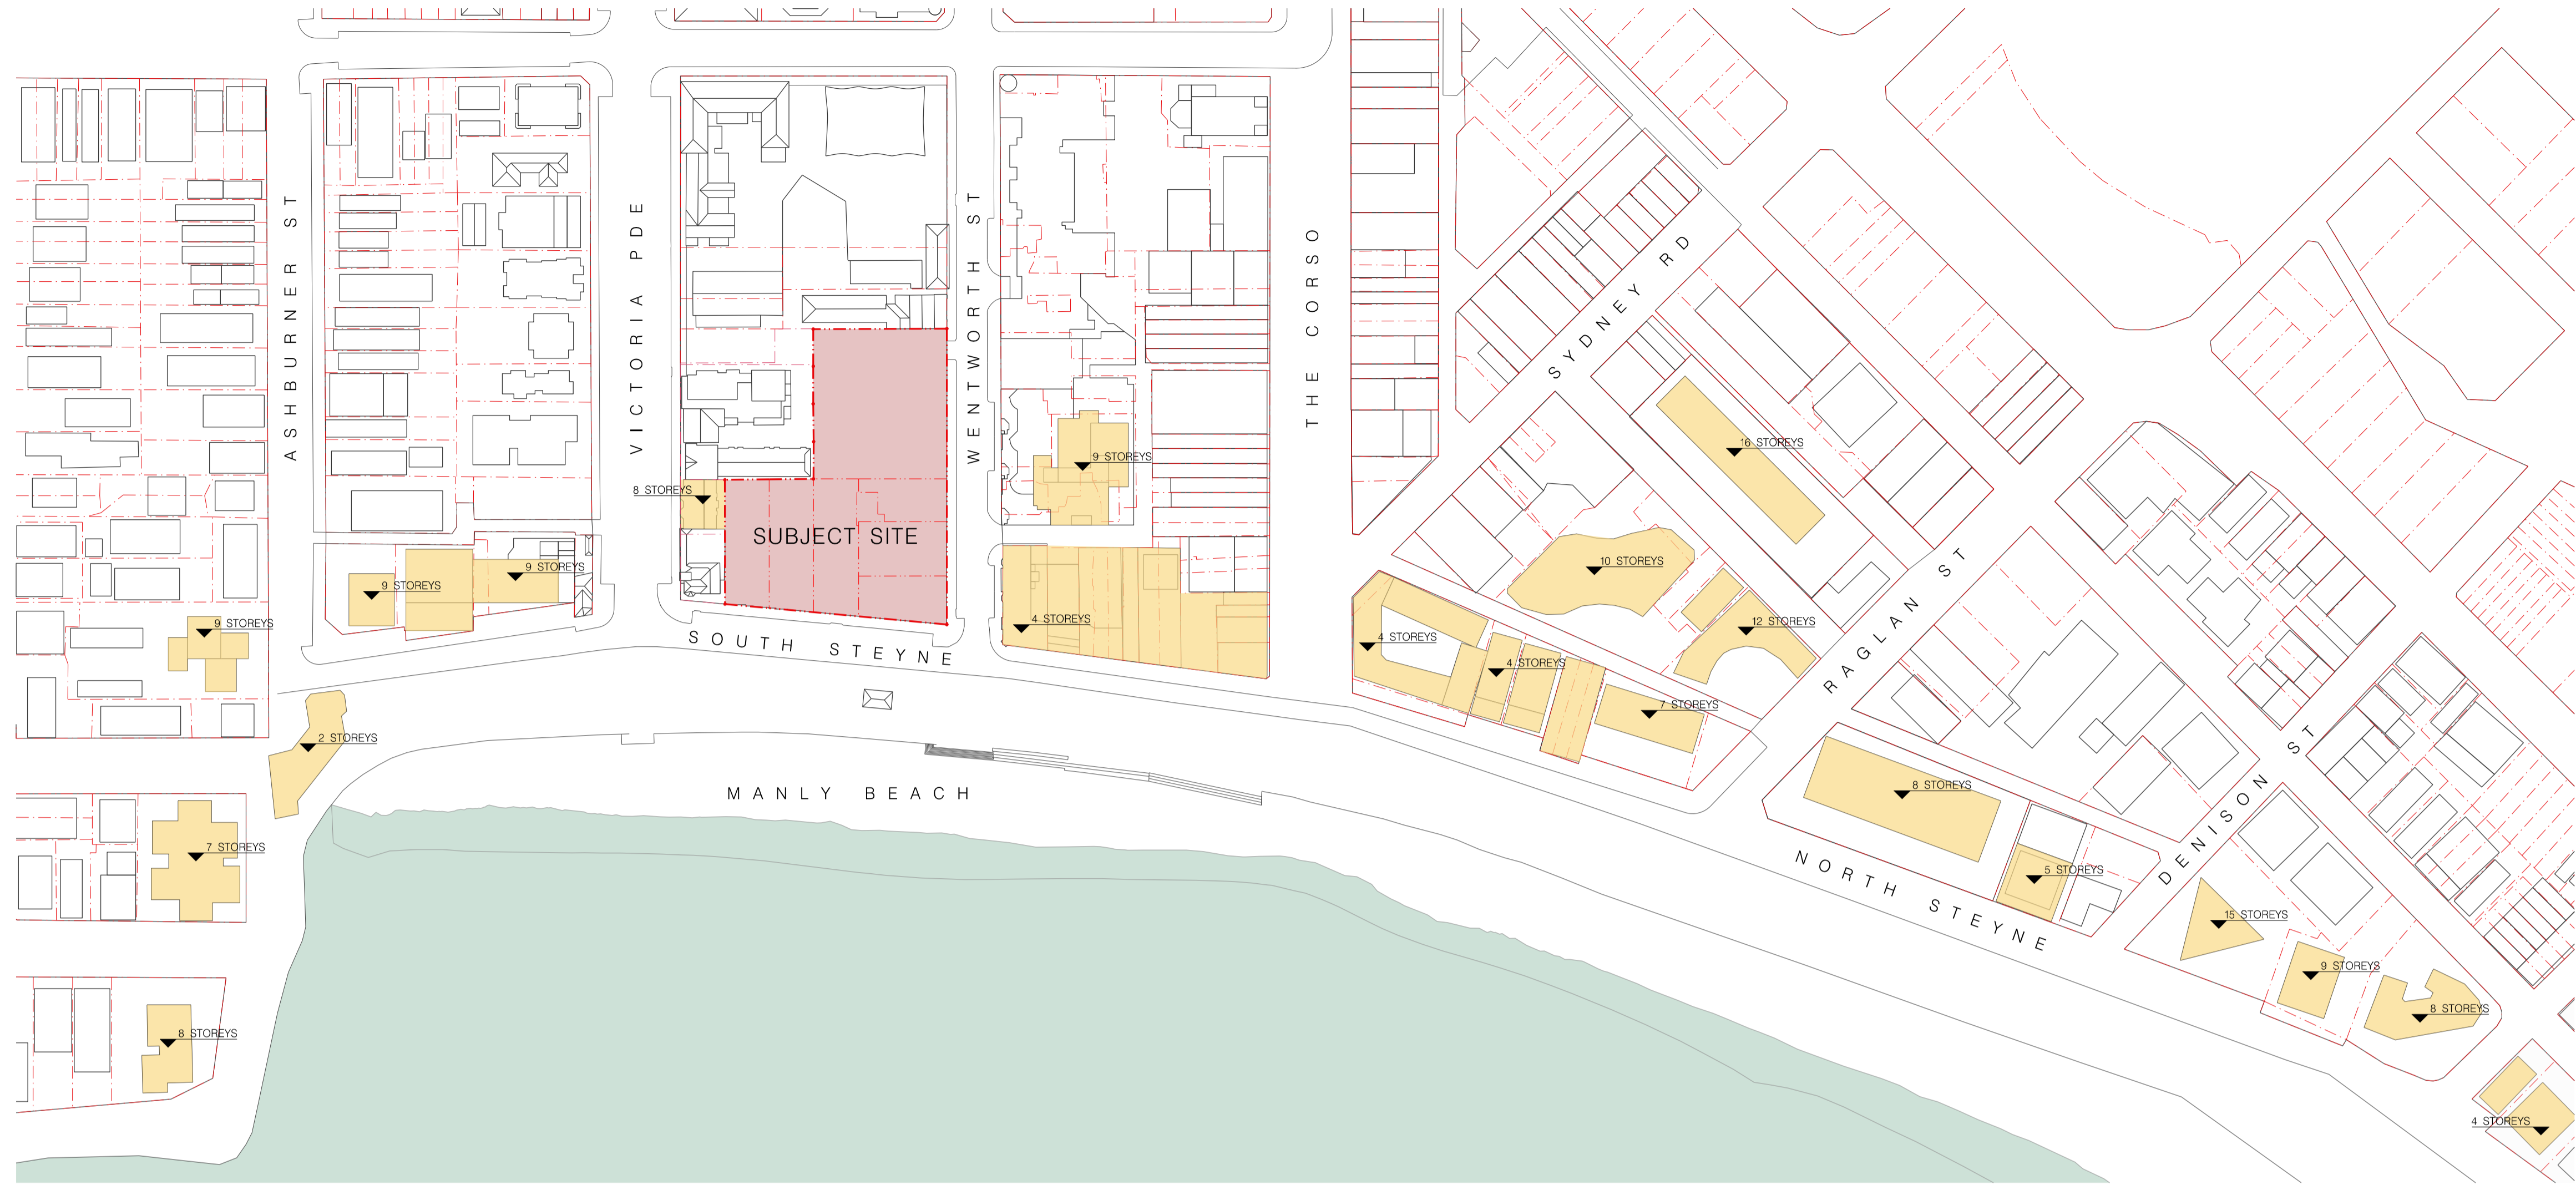 ASHBURNER ST
VICTORIA PDE
WENTWORTH ST
THE CORSO
SYDNEY RD
RAGLAN ST
DENISON ST
SOUTH STEYNE
NORTH STEYNE
MANLY BEACH
SUBJECT SITE
8 STOREYS
9 STOREYS
16 STOREYS
10 STOREYS
12 STOREYS
9 STOREYS
9 STOREYS
9 STOREYS
4 STOREYS
4 STOREYS
4 STOREYS
7 STOREYS
2 STOREYS
8 STOREYS
7 STOREYS
5 STOREYS
15 STOREYS
9 STOREYS
8 STOREYS
8 STOREYS
4 STOREYS